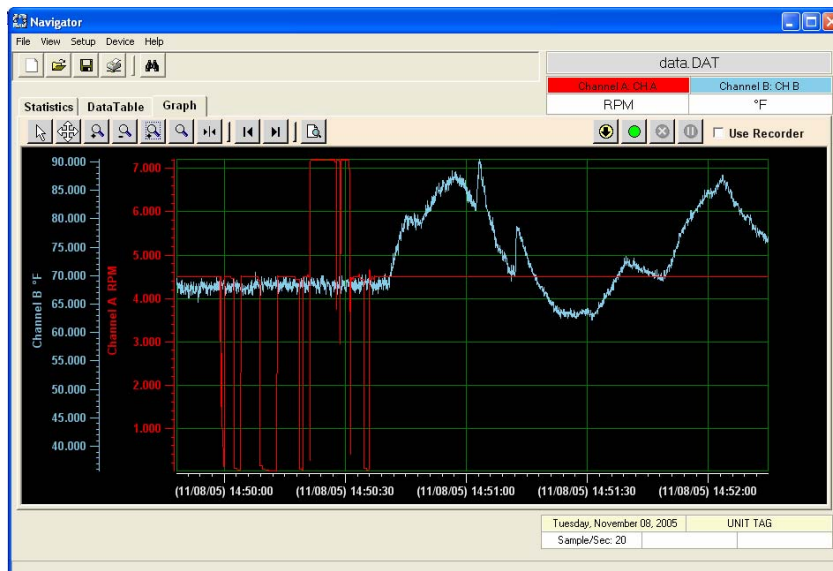 Navigator
File View Setup Device Help
data.DAT
Channel A: CH A Channel B: CH B
RPM °F
Statistics DataTable Graph
Use Recorder
90.000 7.000
85.000
80.000 6.000
75.000 5.000
70.000
65.000 4.000
60.000 3.000
55.000
50.000 2.000
45.000 1.000
40.000
Channel B °F
Channel A RPM
(11/08/05) 14:50:00 (11/08/05) 14:50:30 (11/08/05) 14:51:00 (11/08/05) 14:51:30 (11/08/05) 14:52:00
Tuesday, November 08, 2005 UNIT TAG
Sample/Sec: 20